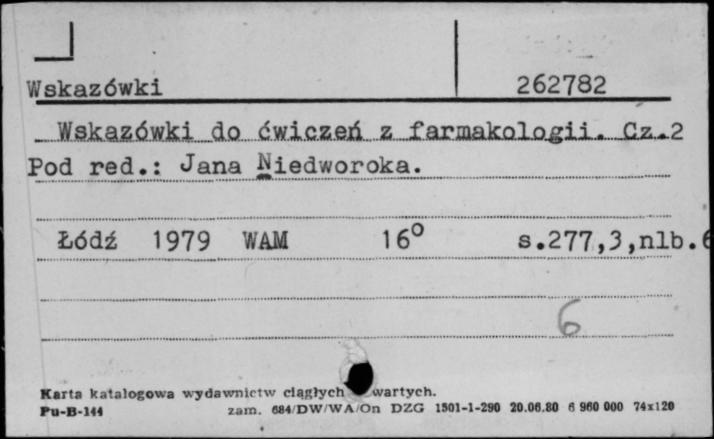 Wskazówki 262782
Wskazówki do ćwiczeń z farmakologii. Cz.2
Pod red.: Jana Niedworoka.
Łódź 1979 WAM 16° s.277,3,nlb.6
6
Karta katalogowa wydawnictw ciągłych wartych.
Pu-B-144 zam. 684/DW/WA/On DZG 1501-1-290 20.06.80 6 960 000 74x120